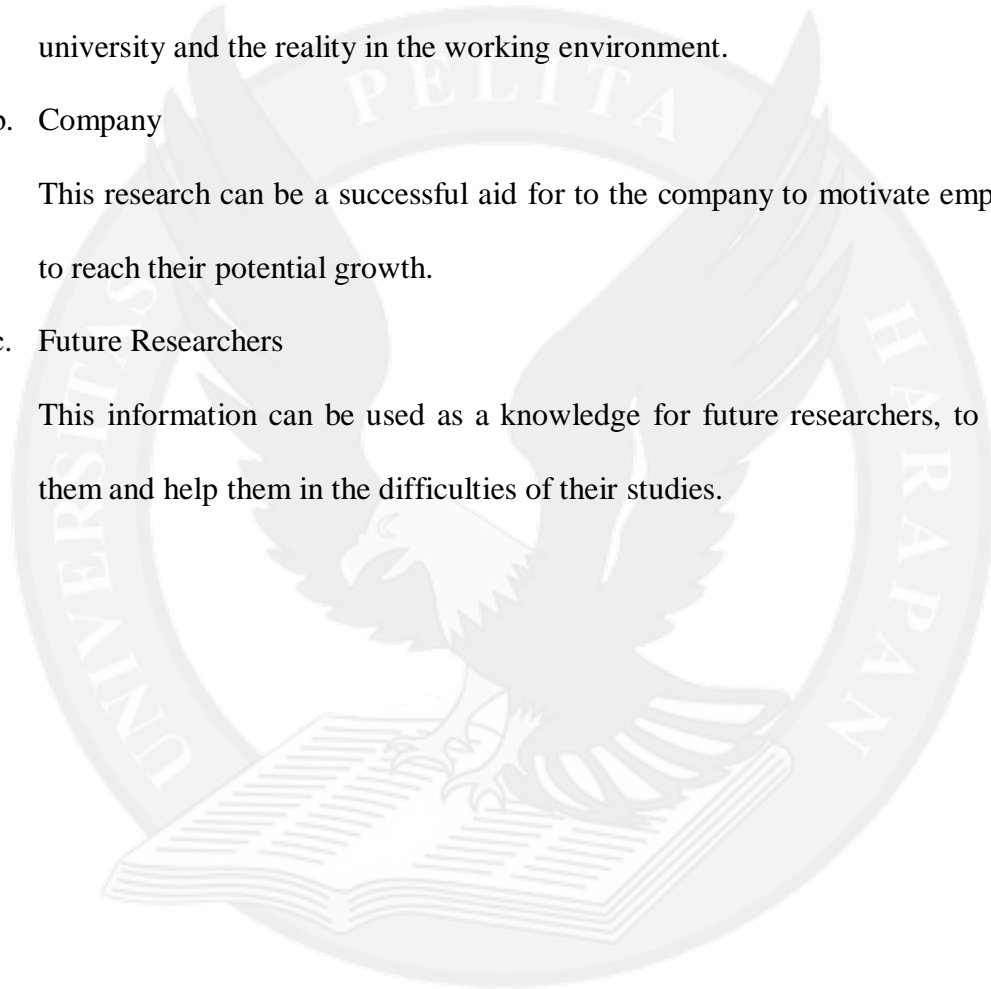 university and the reality in the working environment.
b. Company
This research can be a successful aid for to the company to motivate
to reach their potential growth.
c. Future Researchers
This information can be used as a knowledge for future researchers, to
them and help them in the difficulties of their studies.
UNIVERSITAS PELITA HARAPAN